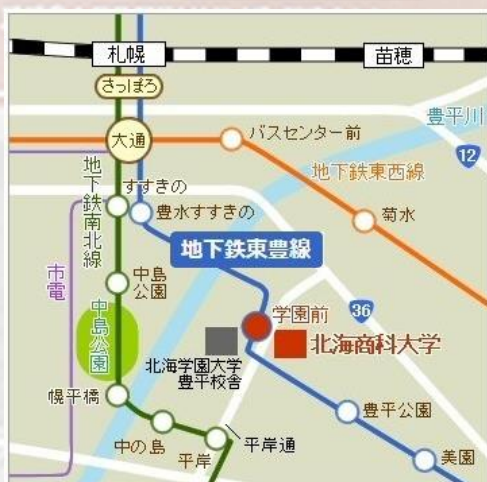 札幌
苗穂
さっぽろ
豊平川
大通
バスセンター前
12
地下鉄東西線
地下鉄南北線
すすきの
豊水すすきの
菊水
地下鉄東豊線
市電
中島
公園
36
学園前
中島公園
北海商科大学
北海学園大学
豊平校舎
幌平橋
豊平公園
中の島
平岸
平岸通
美園